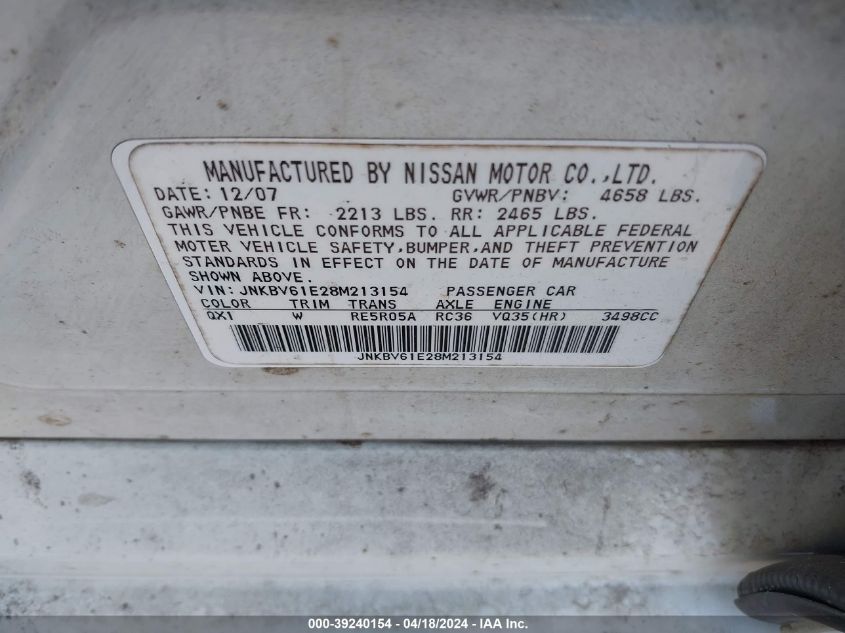 MANUFACTURED BY NISSAN MOTOR CO.,LTD.
DATE: 12/07 GVWR/PNBV: 4658 LBS.
GAWR/PNBE FR: 2213 LBS. RR: 2465 LBS.
THIS VEHICLE CONFORMS TO ALL APPLICABLE FEDERAL
MOTER VEHICLE SAFETY,BUMPER,AND THEFT PREVENTION
STANDARDS IN EFFECT ON THE DATE OF MANUFACTURE
SHOWN ABOVE.
VIN: JNKBV61E28M213154 PASSENGER CAR
COLOR TRIM TRANS AXLE ENGINE
QX1 W RE5R05A RC36 VQ35(HR) 3498CC
JNKBV61E28M213154
000-39240154 - 04/18/2024 - IAA Inc.